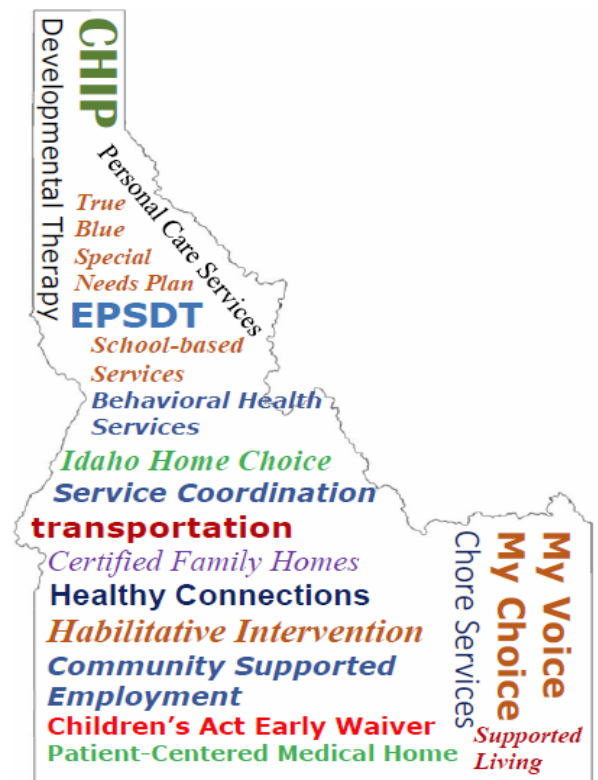 CHIP
Developmental Therapy
Personal Care Services
True
Blue
Special
Needs Plan
EPSDT
School-based
Services
Behavioral Health
Services
Idaho Home Choice
Service Coordination
transportation
Certified Family Homes
Healthy Connections
Habilitative Intervention
Community Supported
Employment
Children's Act Early Waiver
Patient-Centered Medical Home
Chore Services
My Voice
My Choice
Supported
Living